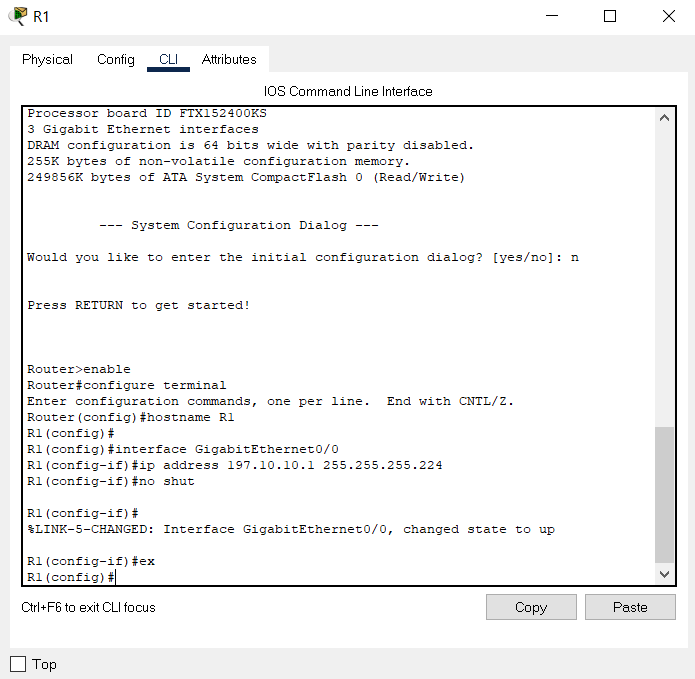 R1
Physical Config CLI Attributes
IOS Command Line Interface
Processor board ID FTX152400KS
3 Gigabit Ethernet interfaces
DRAM configuration is 64 bits wide with parity disabled.
255K bytes of non-volatile configuration memory.
249856K bytes of ATA System CompactFlash 0 (Read/Write)
--- System Configuration Dialog ---
Would you like to enter the initial configuration dialog? [yes/no]: n
Press RETURN to get started!
Router>enable
Router#configure terminal
Enter configuration commands, one per line.  End with CNTL/Z.
Router(config)#hostname R1
R1(config)#
R1(config)#interface GigabitEthernet0/0
R1(config-if)#ip address 197.10.10.1 255.255.255.224
R1(config-if)#no shut
R1(config-if)#
%LINK-5-CHANGED: Interface GigabitEthernet0/0, changed state to up
R1(config-if)#ex
R1(config)#
Ctrl+F6 to exit CLI focus
Copy Paste
Top